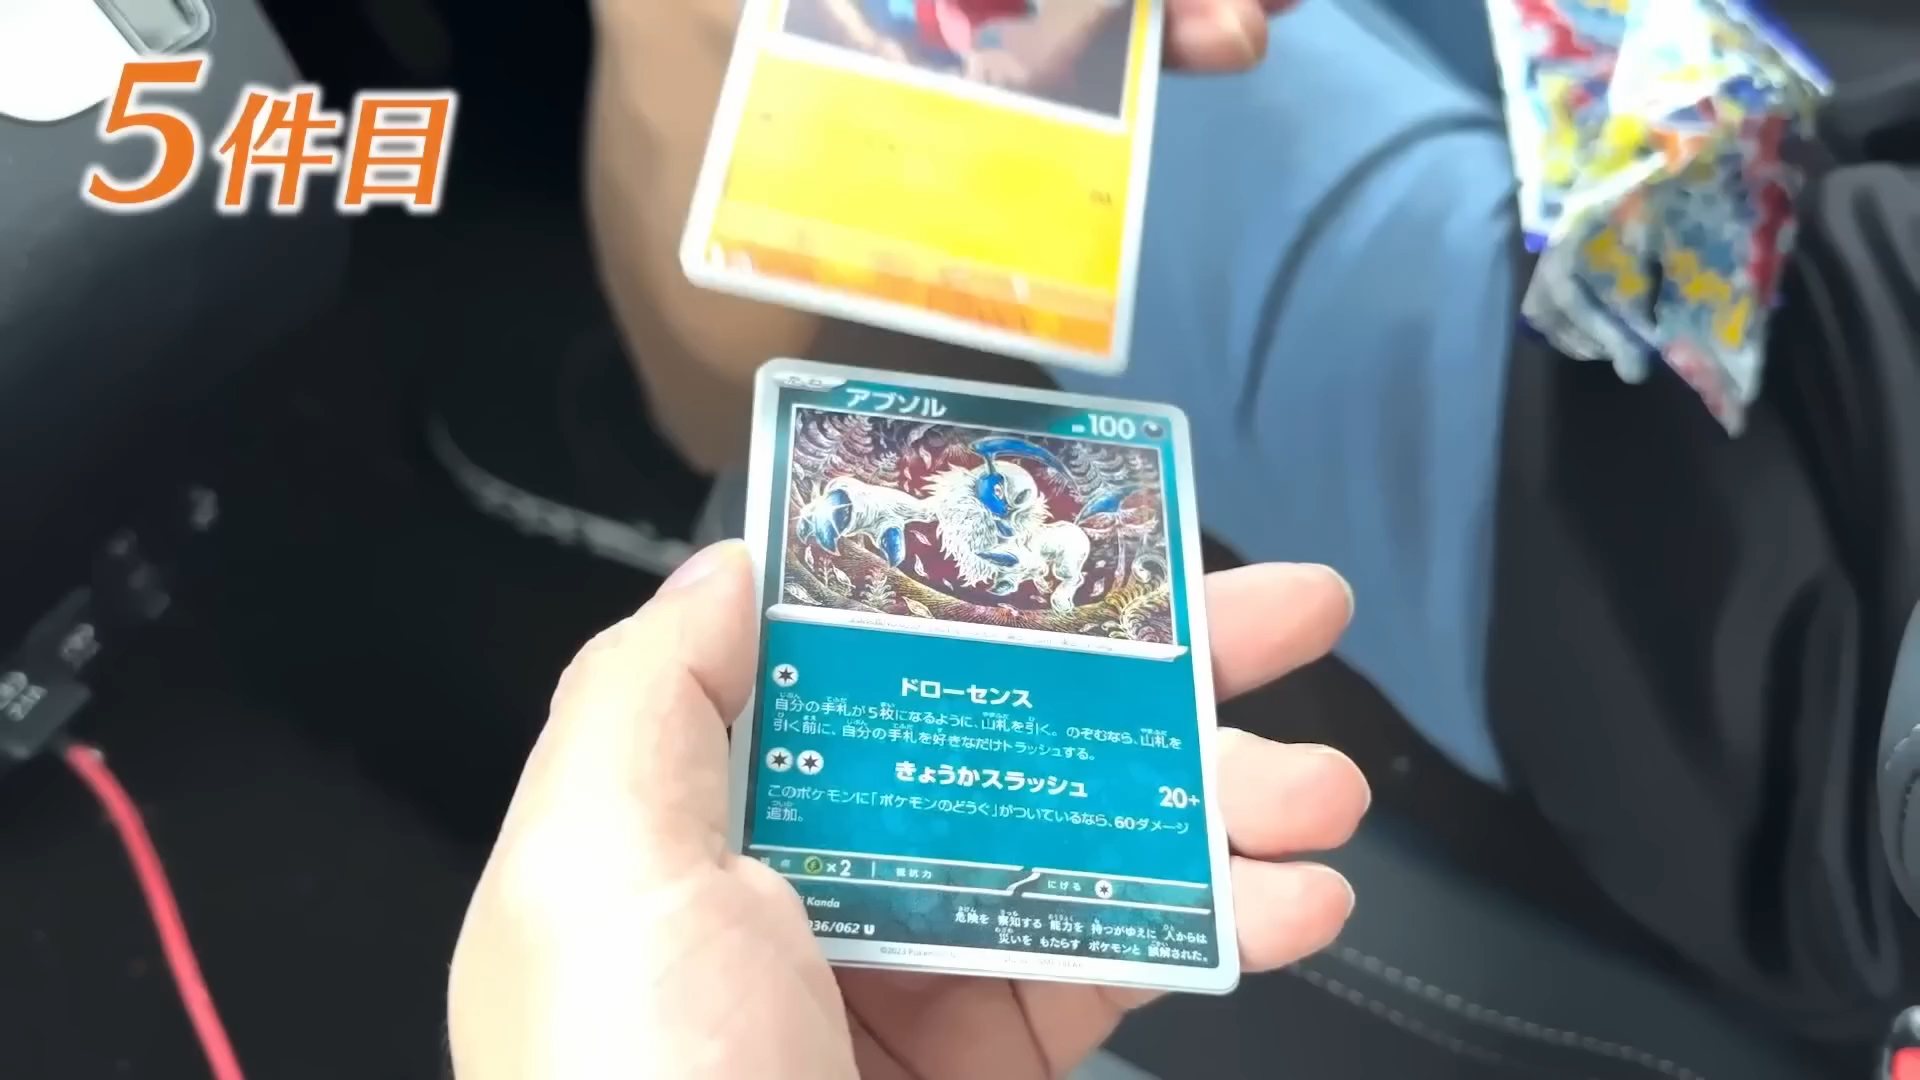 5件目
アブソル
100
ドローセンス
自分の手札が5枚になるように、山札を引く。のぞむなら、山札を
引く前に、自分の手札を好きなだけトラッシュする。
きょうかスラッシュ 20+
このポケモンに「ポケモンのどうぐ」がついているなら、60ダメージ
追加。
×2 抵抗力 にげる
Kanda
036/062 U
危険を 察知する 能力を 持つがゆえに 人からは
災いを もたらす ポケモンと 誤解された。